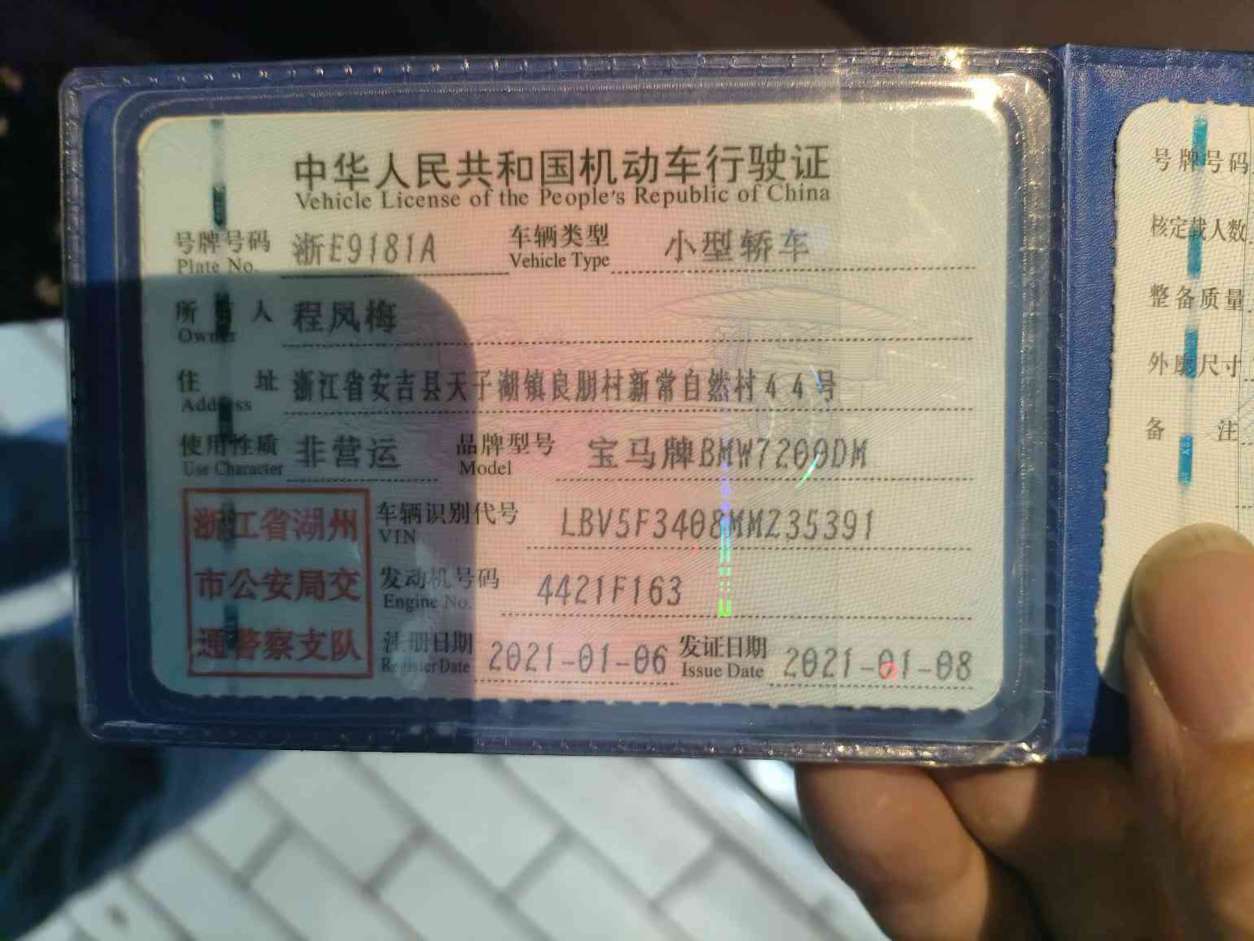 中华人民共和国机动车行驶证
Vehicle License of the People's Republic of China
号牌号码 浙E9181A 车辆类型 小型轿车
Plate No. Vehicle Type
所有人 程凤梅
Owner
住址 浙江省安吉县天子湖镇良朋村新常自然村44号
Address
使用性质 非营运 品牌型号 宝马牌BMW7200DM
Use Character Model
浙江省湖州
市公安局交
通警察支队
车辆识别代号 LBV5F3408MMZ35391
VIN
发动机号码 4421F163
Engine No.
注册日期 2021-01-06 发证日期 2021-01-08
Register Date Issue Date
号牌号码
核定载人数
整备质量
外廓尺寸
备注